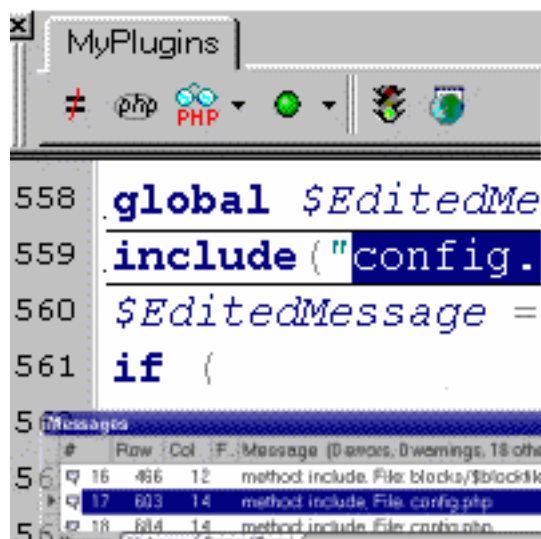 MyPlugins
php PHP
558 global $EditedMe
559 include("config.
560 $EditedMessage =
561 if (
Messages
# Row Col F. Message (0 errors, 0 warnings, 18 othe
16 466 12 method: include. File: blocks/$blockfile
17 603 14 method: include. File: config.php
18 684 14 method: include. File: config.php